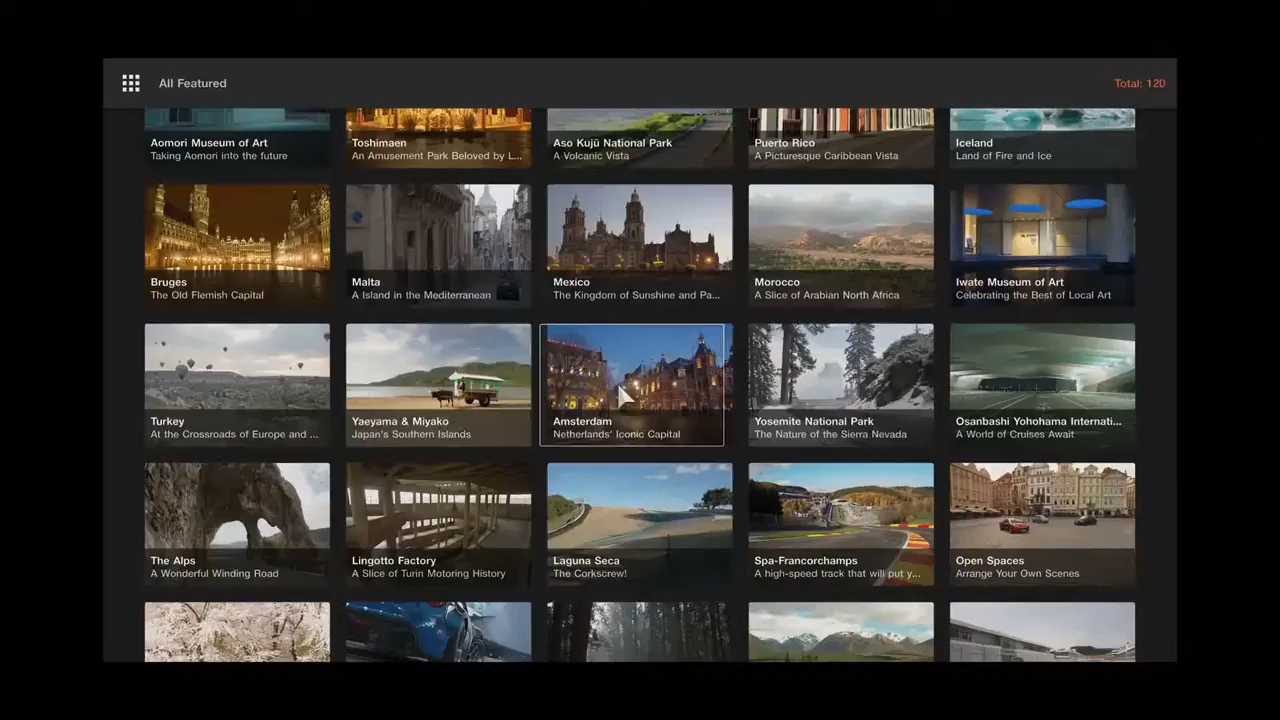 All Featured
Total: 120
Aomori Museum of Art
Taking Aomori into the future
Toshimaen
An Amusement Park Beloved by L...
Aso Kujū National Park
A Volcanic Vista
Puerto Rico
A Picturesque Caribbean Vista
Iceland
Land of Fire and Ice
Bruges
The Old Flemish Capital
Malta
A Island in the Mediterranean
Mexico
The Kingdom of Sunshine and Pa...
Morocco
A Slice of Arabian North Africa
Iwate Museum of Art
Celebrating the Best of Local Art
Turkey
At the Crossroads of Europe and ...
Yaeyama & Miyako
Japan's Southern Islands
Amsterdam
Netherlands' Iconic Capital
Yosemite National Park
The Nature of the Sierra Nevada
Osanbashi Yohohama Internati...
A World of Cruises Await
The Alps
A Wonderful Winding Road
Lingotto Factory
A Slice of Turin Motoring History
Laguna Seca
The Corkscrew!
Spa-Francorchamps
A high-speed track that will put y...
Open Spaces
Arrange Your Own Scenes